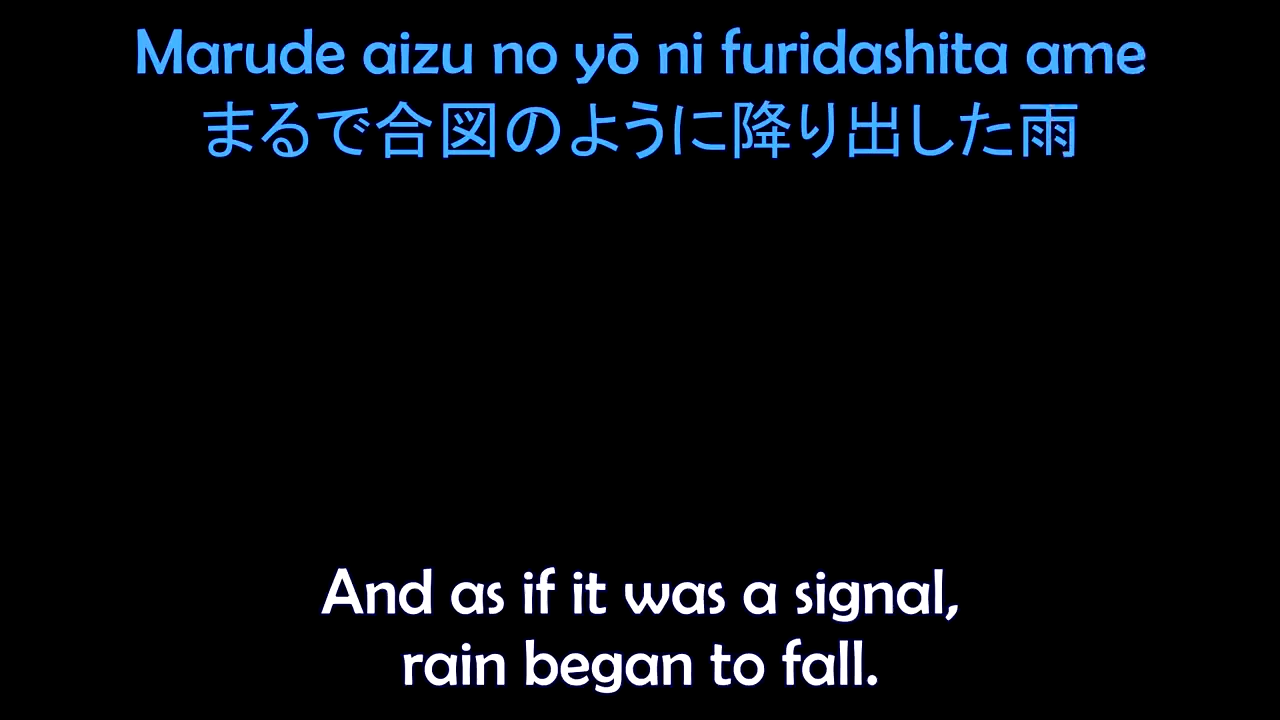 Marude aizu no yō ni furidashita ame
まるで合図のように降り出した雨
And as if it was a signal,
rain began to fall.